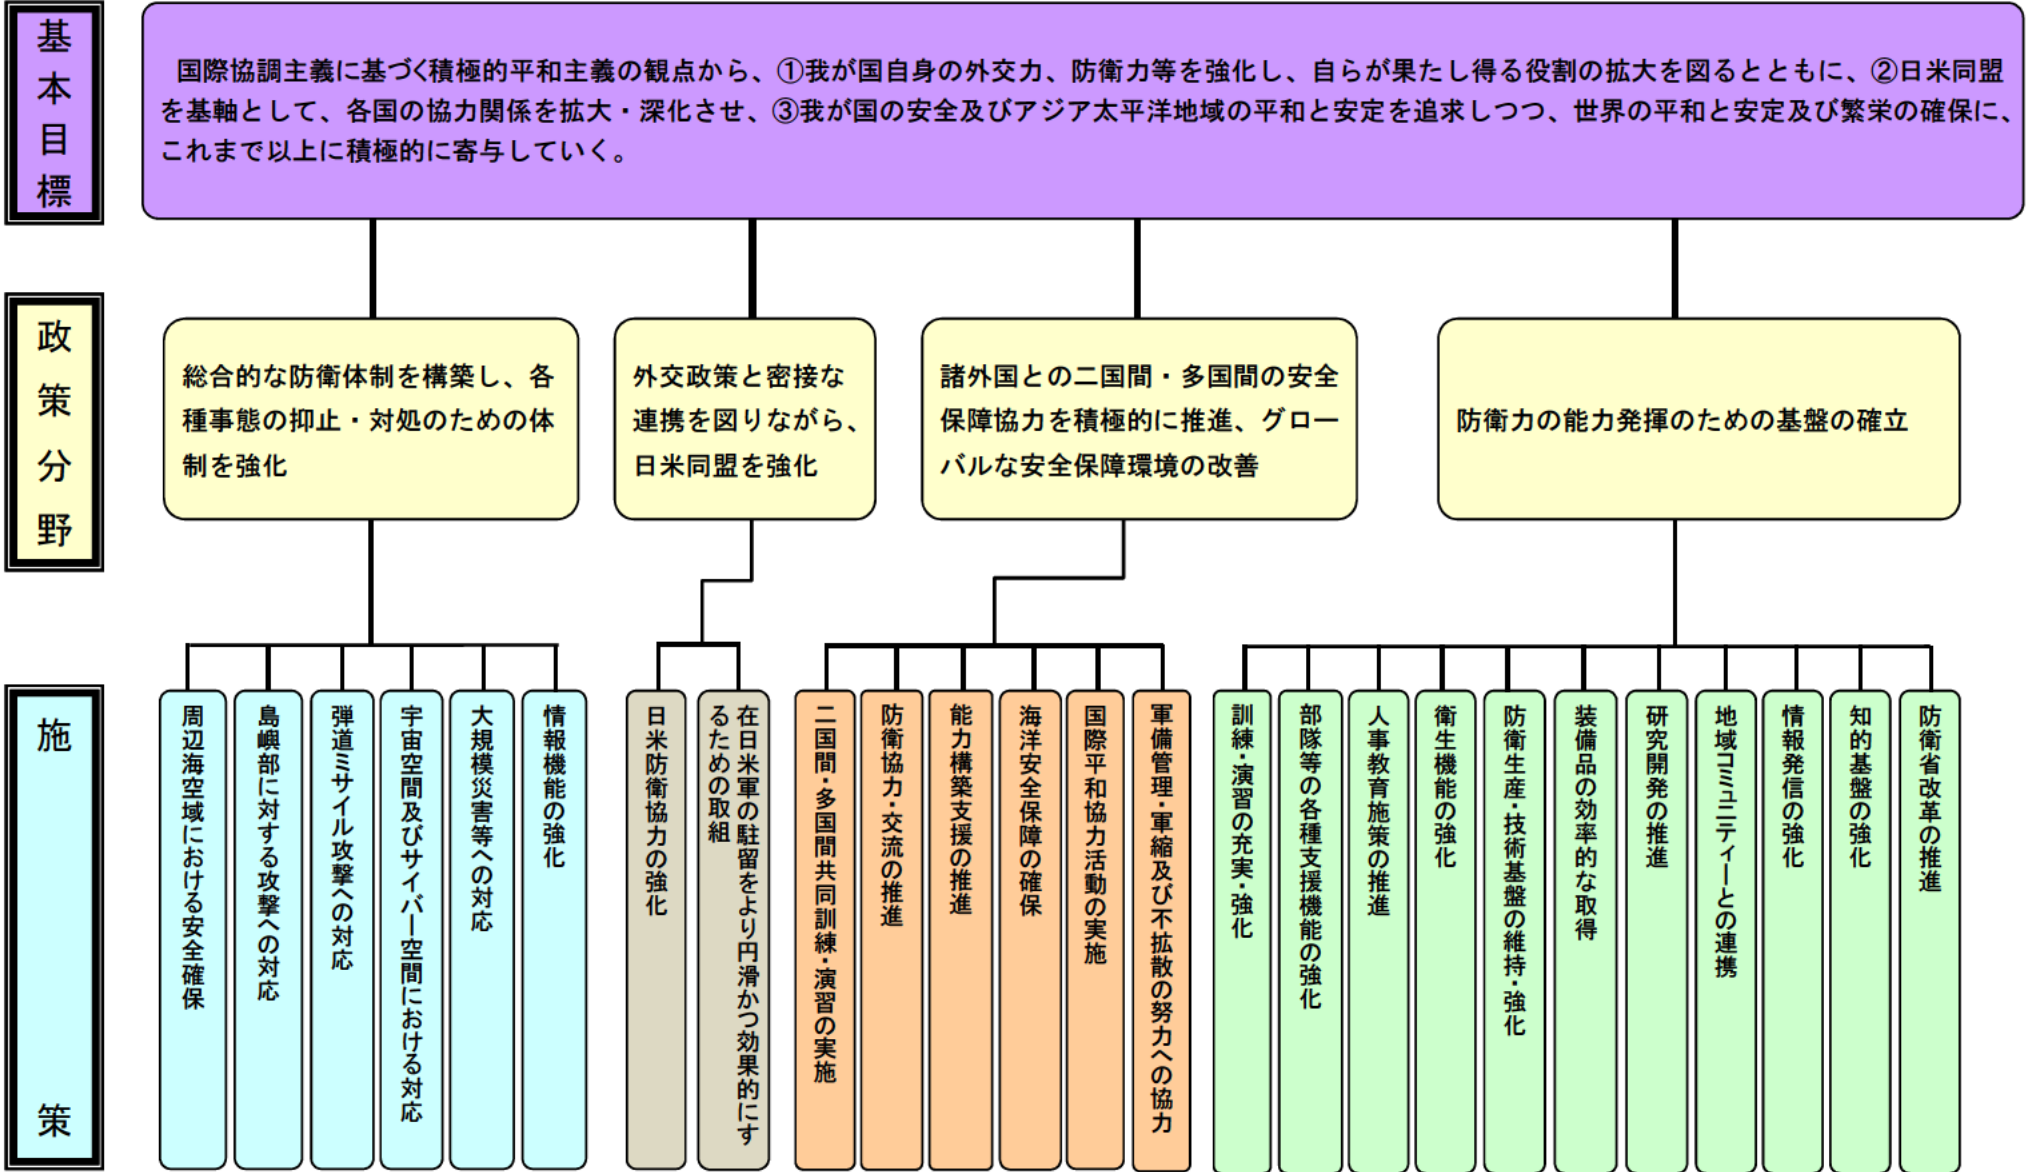 基本目標
国際協調主義に基づく積極的平和主義の観点から、①我が国自身の外交力、防衛力等を強化し、自らが果たし得る役割の拡大を図るとともに、②日米同盟
を基軸として、各国の協力関係を拡大・深化させ、③我が国の安全及びアジア太平洋地域の平和と安定を追求しつつ、世界の平和と安定及び繁栄の確保に、
これまで以上に積極的に寄与していく。
政策分野
総合的な防衛体制を構築し、各
種事態の抑止・対処のための体
制を強化
外交政策と密接な
連携を図りながら、
日米同盟を強化
諸外国との二国間・多国間の安全
保障協力を積極的に推進、グロー
バルな安全保障環境の改善
防衛力の能力発揮のための基盤の確立
施策
周辺海空域における安全確保
島嶼部に対する攻撃への対応
弾道ミサイル攻撃への対応
宇宙空間及びサイバー空間における対応
大規模災害等への対応
情報機能の強化
日米防衛協力の強化
在日米軍の駐留をより円滑かつ効果的にす
るための取組
二国間・多国間共同訓練・演習の実施
防衛協力・交流の推進
能力構築支援の推進
海洋安全保障の確保
国際平和協力活動の実施
軍備管理・軍縮及び不拡散の努力への協力
訓練・演習の充実・強化
部隊等の各種支援機能の強化
人事教育施策の推進
衛生機能の強化
防衛生産・技術基盤の維持・強化
装備品の効率的な取得
研究開発の推進
地域コミュニティーとの連携
情報発信の強化
知的基盤の強化
防衛省改革の推進